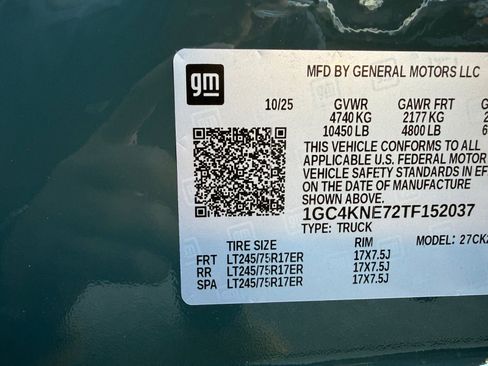 gm
MFD BY GENERAL MOTORS LLC
10/25 GVWR GAWR FRT G
4740 KG 2177 KG 2
10450 LB 4800 LB 6
THIS VEHICLE CONFORMS TO ALL
APPLICABLE U.S. FEDERAL MOTOR
VEHICLE SAFETY STANDARDS IN EF
ON THE DATE OF MANUFACTURE
SHOWN ABOVE.
1GC4KNE72TF152037
TYPE: TRUCK MODEL: 27CK2
TIRE SIZE RIM
FRT LT245/75R17ER 17X7.5J
RR LT245/75R17ER 17X7.5J
SPA LT245/75R17ER 17X7.5J